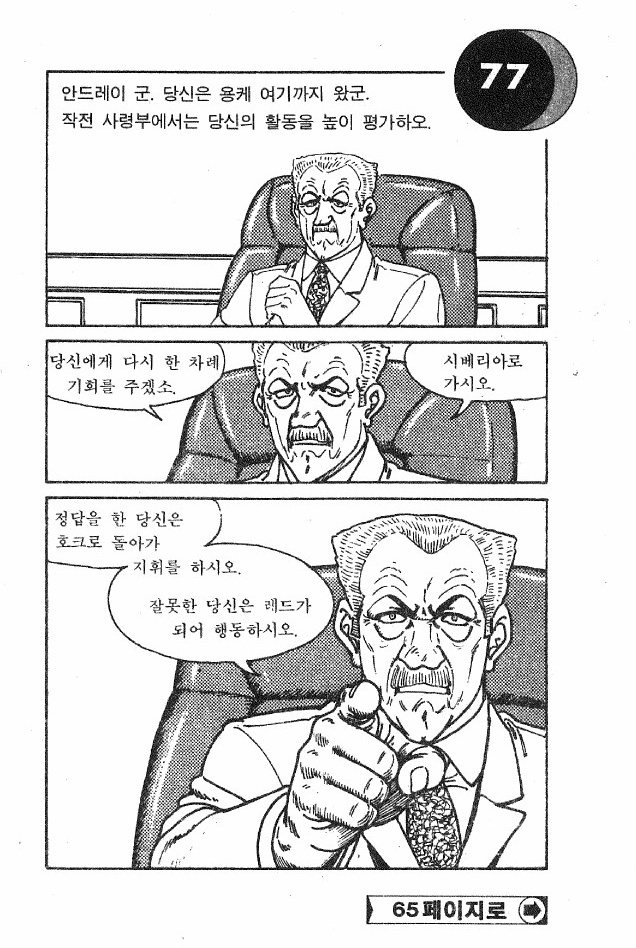 77
안드레이 군. 당신은 용케 여기까지 왔군.
작전 사령부에서는 당신의 활동을 높이 평가하오.
당신에게 다시 한 차례
기회를 주겠소.
시베리아로
가시오.
정답을 한 당신은
호크로 돌아가
지휘를 하시오.
잘못한 당신은 레드가
되어 행동하시오.
65페이지로